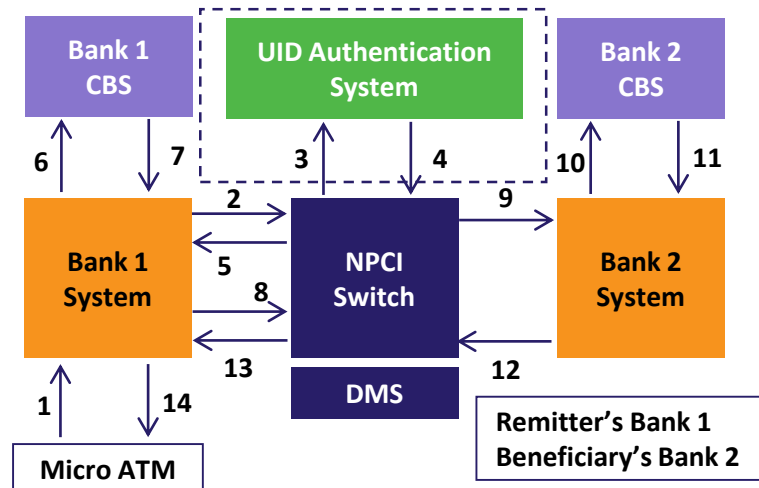 Bank 1
CBS
UID Authentication
System
Bank 2
CBS
6
7
3
4
10
11
2
9
Bank 1
System
5
8
NPCI
Switch
Bank 2
System
13
12
1
14
DMS
Micro ATM
Remitter’s Bank 1
Beneficiary’s Bank 2